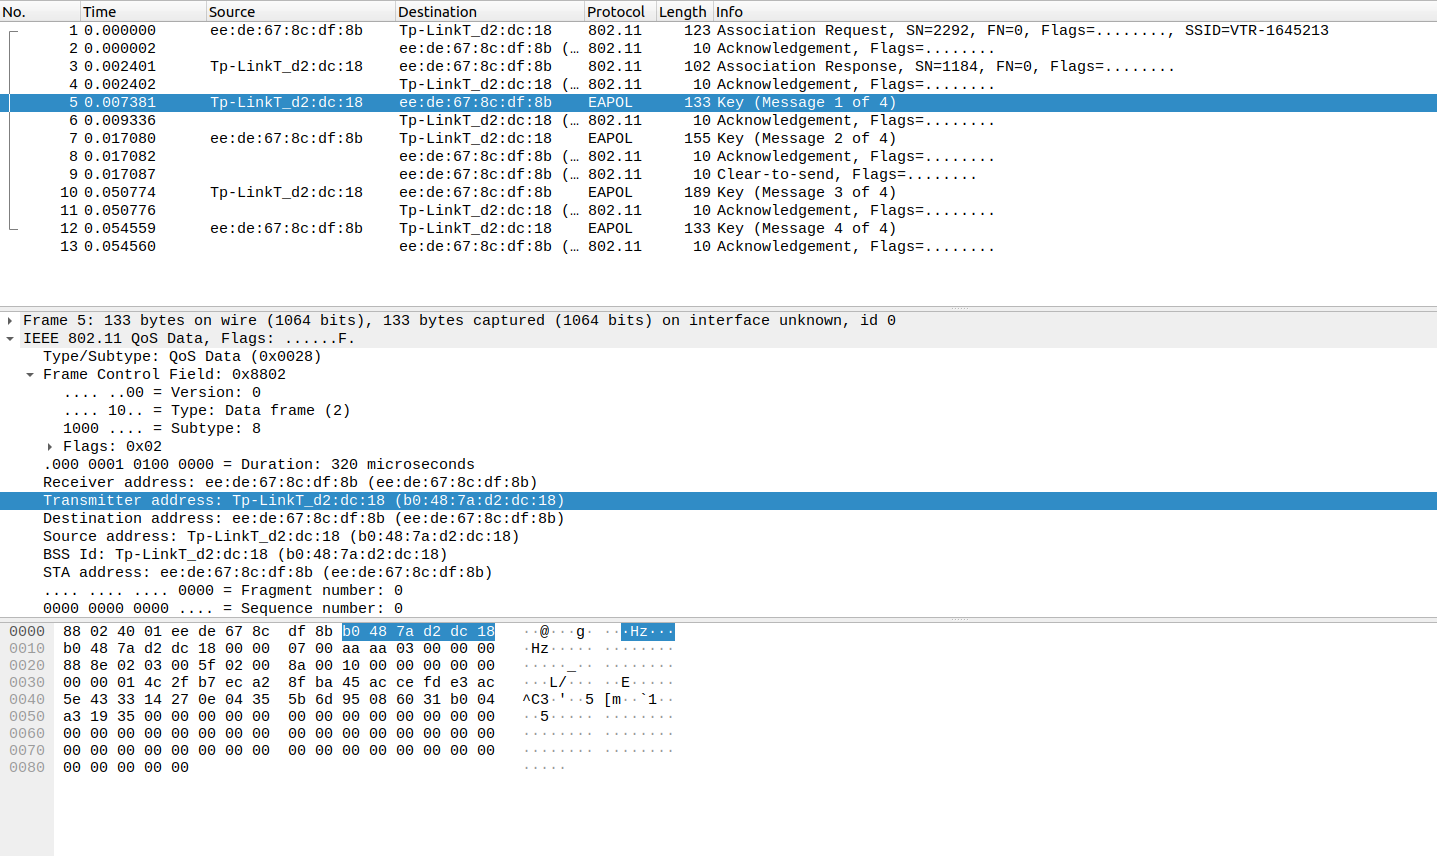 No. Time Source Destination Protocol Length Info
1 0.000000 ee:de:67:8c:df:8b Tp-LinkT_d2:dc:18 802.11 123 Association Request, SN=2292, FN=0, Flags=........, SSID=VTR-1645213
2 0.000002 ee:de:67:8c:df:8b (… 802.11 10 Acknowledgement, Flags=........
3 0.002401 Tp-LinkT_d2:dc:18 ee:de:67:8c:df:8b 802.11 102 Association Response, SN=1184, FN=0, Flags=........
4 0.002402 Tp-LinkT_d2:dc:18 (… 802.11 10 Acknowledgement, Flags=........
5 0.007381 Tp-LinkT_d2:dc:18 ee:de:67:8c:df:8b EAPOL 133 Key (Message 1 of 4)
6 0.009336 Tp-LinkT_d2:dc:18 (… 802.11 10 Acknowledgement, Flags=........
7 0.017080 ee:de:67:8c:df:8b Tp-LinkT_d2:dc:18 EAPOL 155 Key (Message 2 of 4)
8 0.017082 ee:de:67:8c:df:8b (… 802.11 10 Acknowledgement, Flags=........
9 0.017087 ee:de:67:8c:df:8b (… 802.11 10 Clear-to-send, Flags=........
10 0.050774 Tp-LinkT_d2:dc:18 ee:de:67:8c:df:8b EAPOL 189 Key (Message 3 of 4)
11 0.050776 Tp-LinkT_d2:dc:18 (… 802.11 10 Acknowledgement, Flags=........
12 0.054559 ee:de:67:8c:df:8b Tp-LinkT_d2:dc:18 EAPOL 133 Key (Message 4 of 4)
13 0.054560 ee:de:67:8c:df:8b (… 802.11 10 Acknowledgement, Flags=........
Frame 5: 133 bytes on wire (1064 bits), 133 bytes captured (1064 bits) on interface unknown, id 0
IEEE 802.11 QoS Data, Flags: ......F.
Type/Subtype: QoS Data (0x0028)
Frame Control Field: 0x8802
.... ..00 = Version: 0
.... 10.. = Type: Data frame (2)
1000 .... = Subtype: 8
Flags: 0x02
.000 0001 0100 0000 = Duration: 320 microseconds
Receiver address: ee:de:67:8c:df:8b (ee:de:67:8c:df:8b)
Transmitter address: Tp-LinkT_d2:dc:18 (b0:48:7a:d2:dc:18)
Destination address: ee:de:67:8c:df:8b (ee:de:67:8c:df:8b)
Source address: Tp-LinkT_d2:dc:18 (b0:48:7a:d2:dc:18)
BSS Id: Tp-LinkT_d2:dc:18 (b0:48:7a:d2:dc:18)
STA address: ee:de:67:8c:df:8b (ee:de:67:8c:df:8b)
.... .... .... 0000 = Fragment number: 0
0000 0000 0000 .... = Sequence number: 0
0000 88 02 40 01 ee de 67 8c df 8b b0 48 7a d2 dc 18 ··@···g· ···Hz···
0010 b0 48 7a d2 dc 18 00 00 07 00 aa aa 03 00 00 00 ·Hz····· ········
0020 88 8e 02 03 00 5f 02 00 8a 00 10 00 00 00 00 00 ·····_·· ········
0030 00 00 01 4c 2f b7 ec a2 8f ba 45 ac ce fd e3 ac ···L/··· ··E·····
0040 5e 43 33 14 27 0e 04 35 5b 6d 95 08 60 31 b0 04 ^C3·'··5 [m··`1··
0050 a3 19 35 00 00 00 00 00 00 00 00 00 00 00 00 00 ··5····· ········
0060 00 00 00 00 00 00 00 00 00 00 00 00 00 00 00 00 ········ ········
0070 00 00 00 00 00 00 00 00 00 00 00 00 00 00 00 00 ········ ········
0080 00 00 00 00 00 ·····